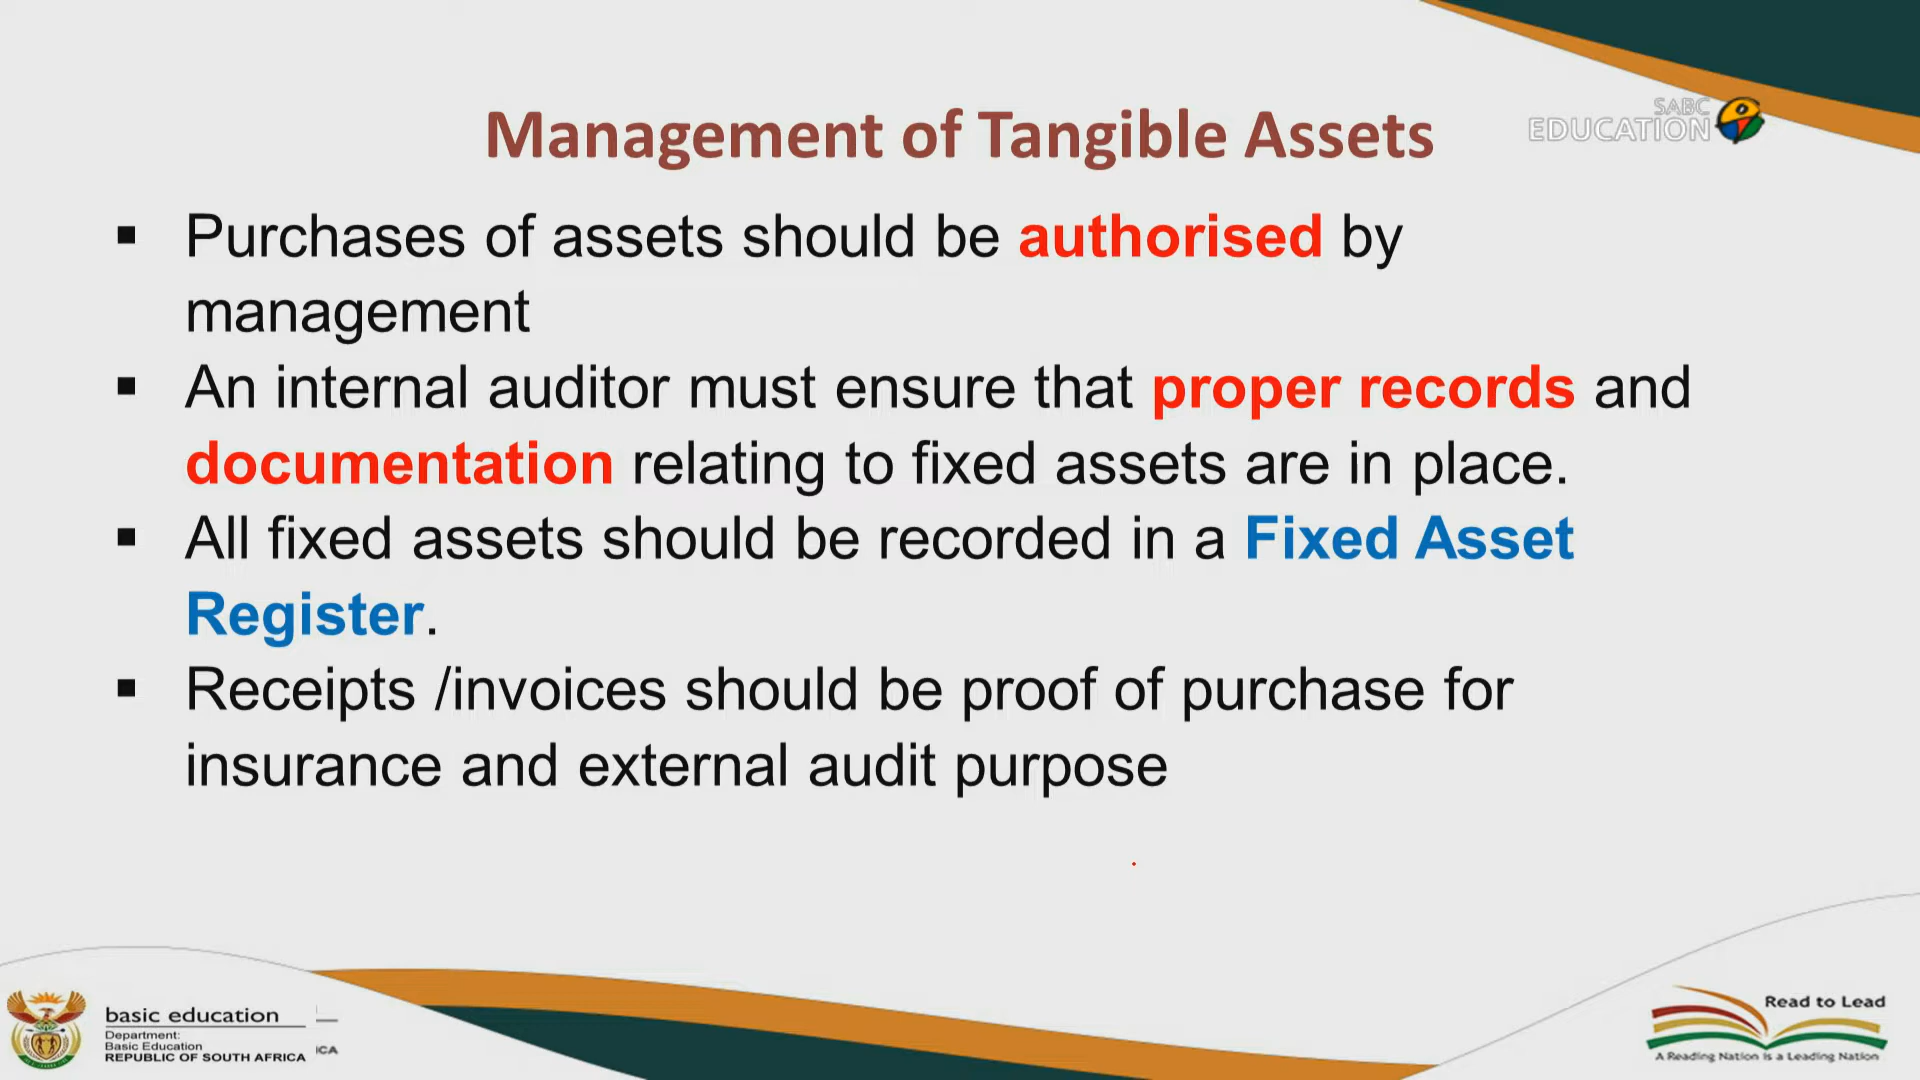 SABC
EDUCATION
Management of Tangible Assets
▪ Purchases of assets should be authorised by
management
▪ An internal auditor must ensure that proper records and
documentation relating to fixed assets are in place.
▪ All fixed assets should be recorded in a Fixed Asset
Register.
▪ Receipts /invoices should be proof of purchase for
insurance and external audit purpose
basic education
Department:
Basic Education
REPUBLIC OF SOUTH AFRICA
ICA
Read to Lead
A Reading Nation is a Leading Nation